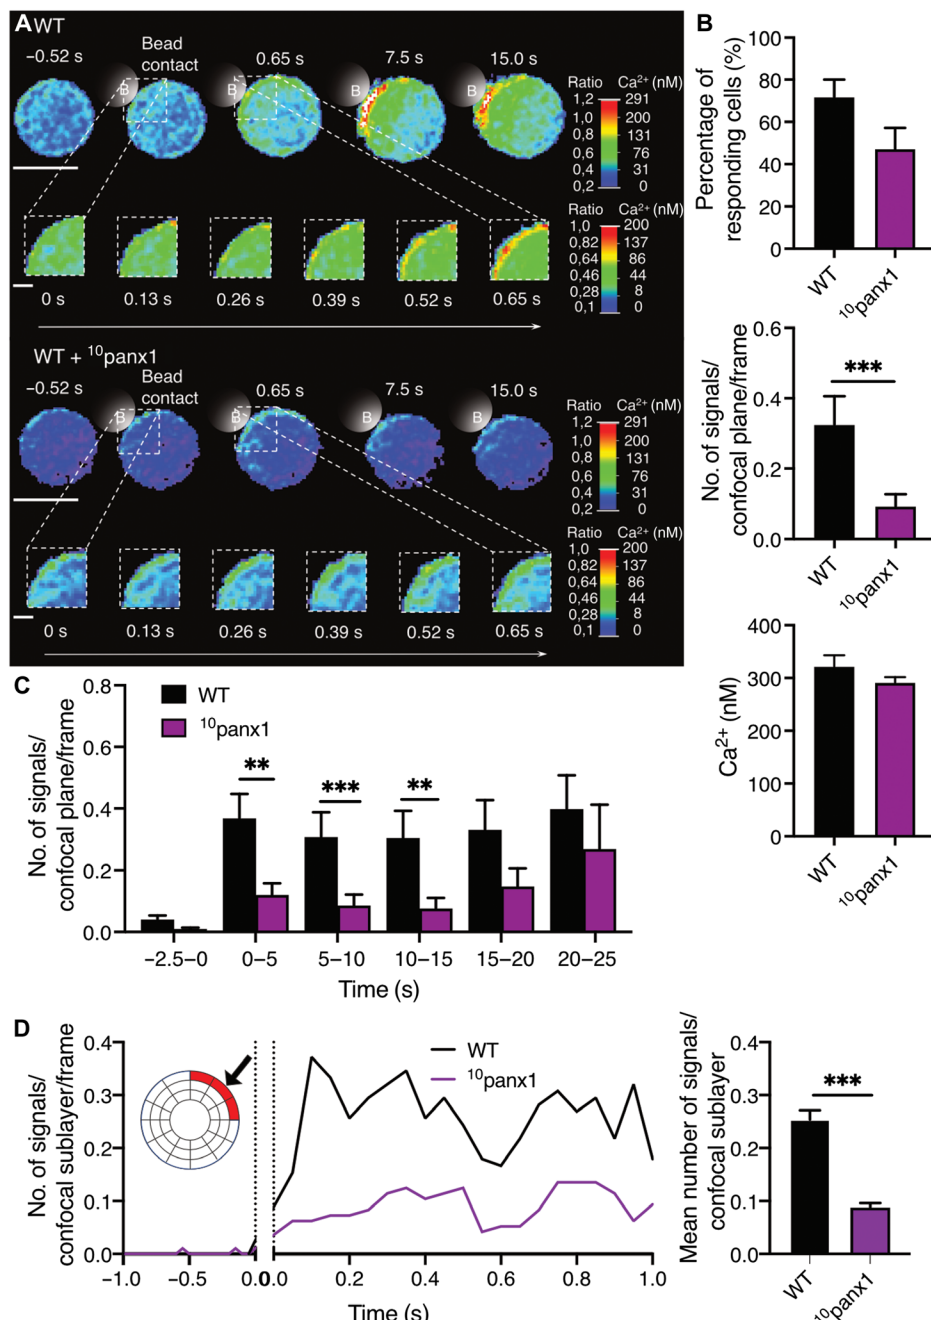 A WT
−0.52 s
Bead
contact
0.65 s
7.5 s
15.0 s
B
B
B
B
Ratio Ca²⁺ (nM)
1,2 291
1,0 200
0,8 131
0,6 76
0,4 31
0,2 0
Ratio Ca²⁺ (nM)
1,0 200
0,82 137
0,64 86
0,46 44
0,28 8
0,1 0
0 s
0.13 s
0.26 s
0.39 s
0.52 s
0.65 s
WT + ¹⁰panx1
−0.52 s
Bead
contact
0.65 s
7.5 s
15.0 s
B
B
B
B
Ratio Ca²⁺ (nM)
1,2 291
1,0 200
0,8 131
0,6 76
0,4 31
0,2 0
Ratio Ca²⁺ (nM)
1,0 200
0,82 137
0,64 86
0,46 44
0,28 8
0,1 0
0 s
0.13 s
0.26 s
0.39 s
0.52 s
0.65 s
B
Percentage of
responding cells (%)
100
80
60
40
20
0
WT
¹⁰panx1
No. of signals/
confocal plane/frame
0.6
0.4
0.2
0.0
***
WT
¹⁰panx1
Ca²⁺ (nM)
400
300
200
100
0
WT
¹⁰panx1
C
No. of signals/
confocal plane/frame
0.8
0.6
0.4
0.2
0.0
WT
¹⁰panx1
**
***
**
−2.5–0
0–5
5–10
10–15
15–20
20–25
Time (s)
D
No. of signals/
confocal sublayer/frame
0.4
0.3
0.2
0.1
0.0
WT
¹⁰panx1
−1.0
−0.5
0.0
0.0
0.2
0.4
0.6
0.8
1.0
Time (s)
Mean number of signals/
confocal sublayer
0.4
0.3
0.2
0.1
0.0
***
WT
¹⁰panx1